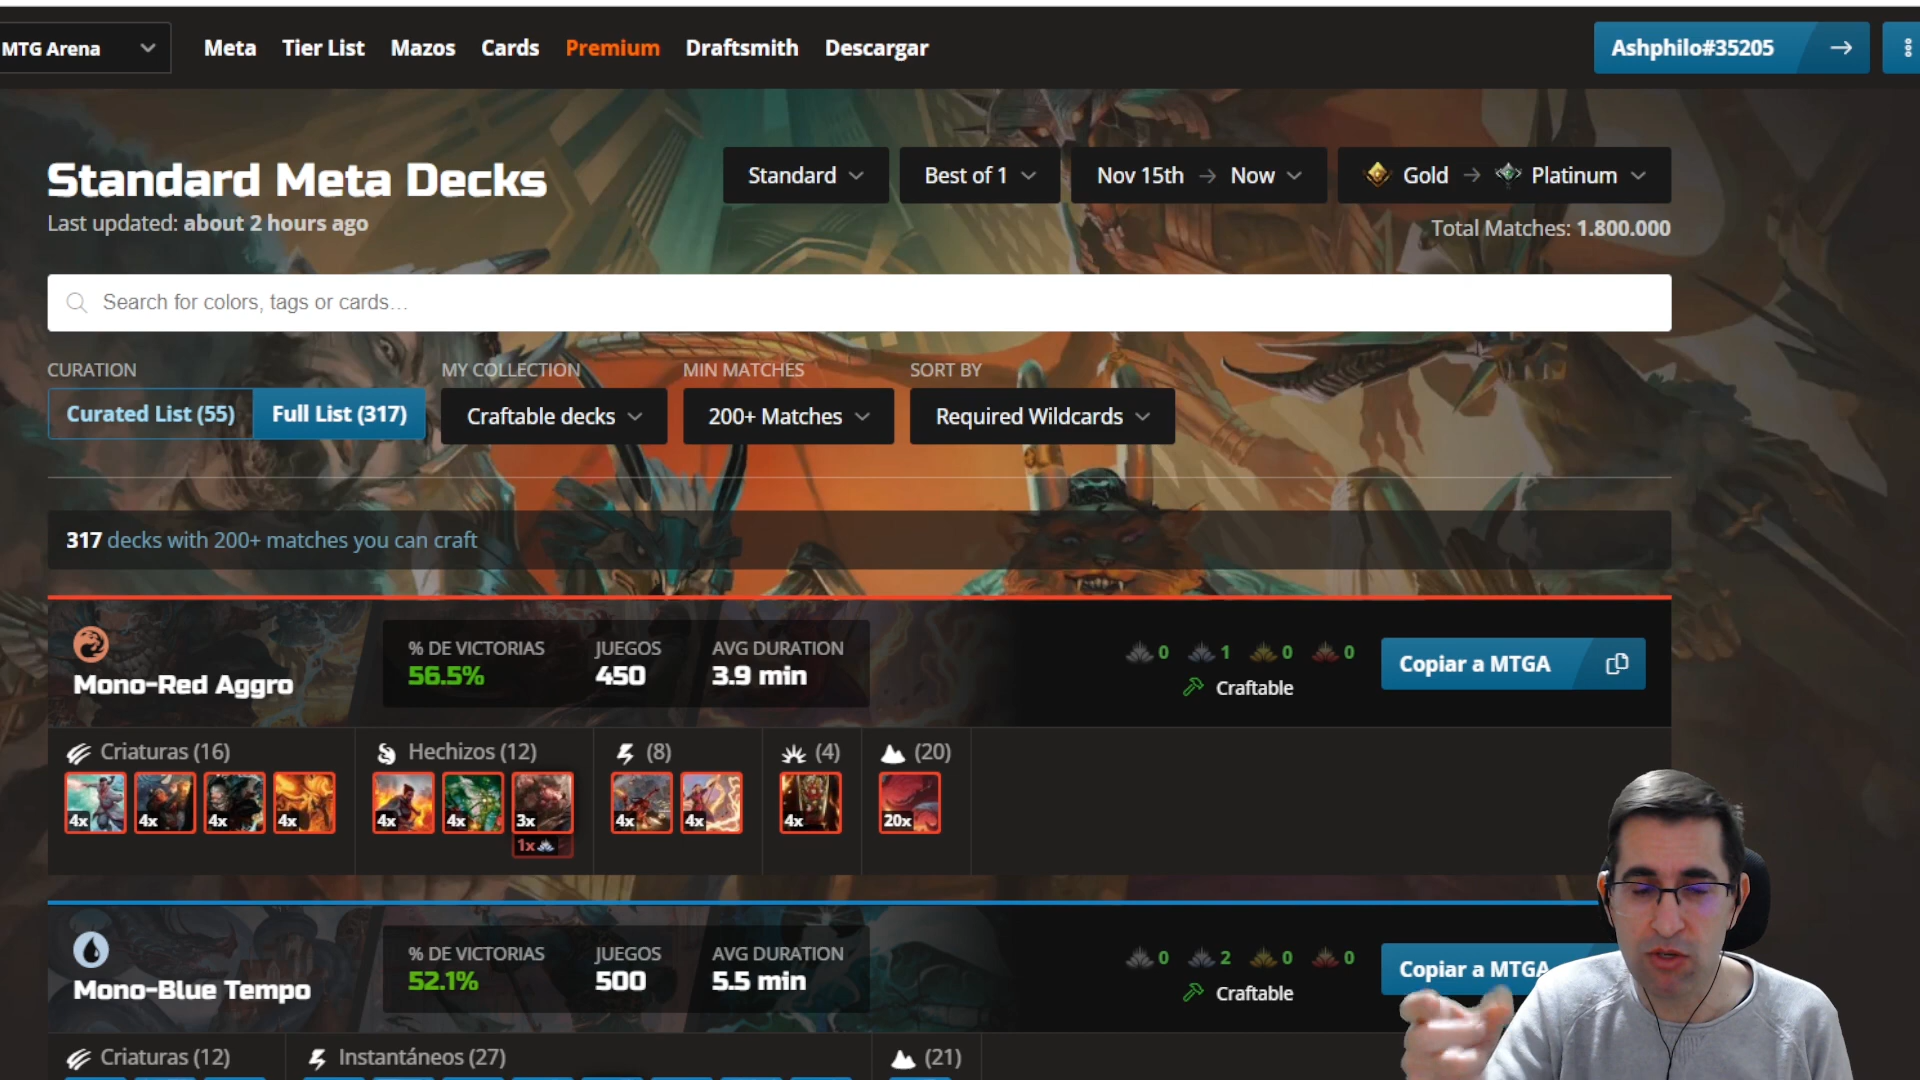 MTG Arena
Meta
Tier List
Mazos
Cards
Premium
Draftsmith
Descargar
Ashphilo#35205
Standard Meta Decks
Last updated: about 2 hours ago
Standard
Best of 1
Nov 15th → Now
Gold → Platinum
Total Matches: 1.800.000
Search for colors, tags or cards...
CURATION
MY COLLECTION
MIN MATCHES
SORT BY
Curated List (55)
Full List (317)
Craftable decks
200+ Matches
Required Wildcards
317 decks with 200+ matches you can craft
Mono-Red Aggro
% DE VICTORIAS
56.5%
JUEGOS
450
AVG DURATION
3.9 min
0 1 0 0
Craftable
Copiar a MTGA
Criaturas (16)
Hechizos (12)
(8)
(4)
(20)
4x 4x 4x 4x
4x 4x 3x
4x 4x
4x
20x
1x
Mono-Blue Tempo
% DE VICTORIAS
52.1%
JUEGOS
500
AVG DURATION
5.5 min
0 2 0 0
Craftable
Copiar a MTGA
Criaturas (12)
Instantáneos (27)
(21)